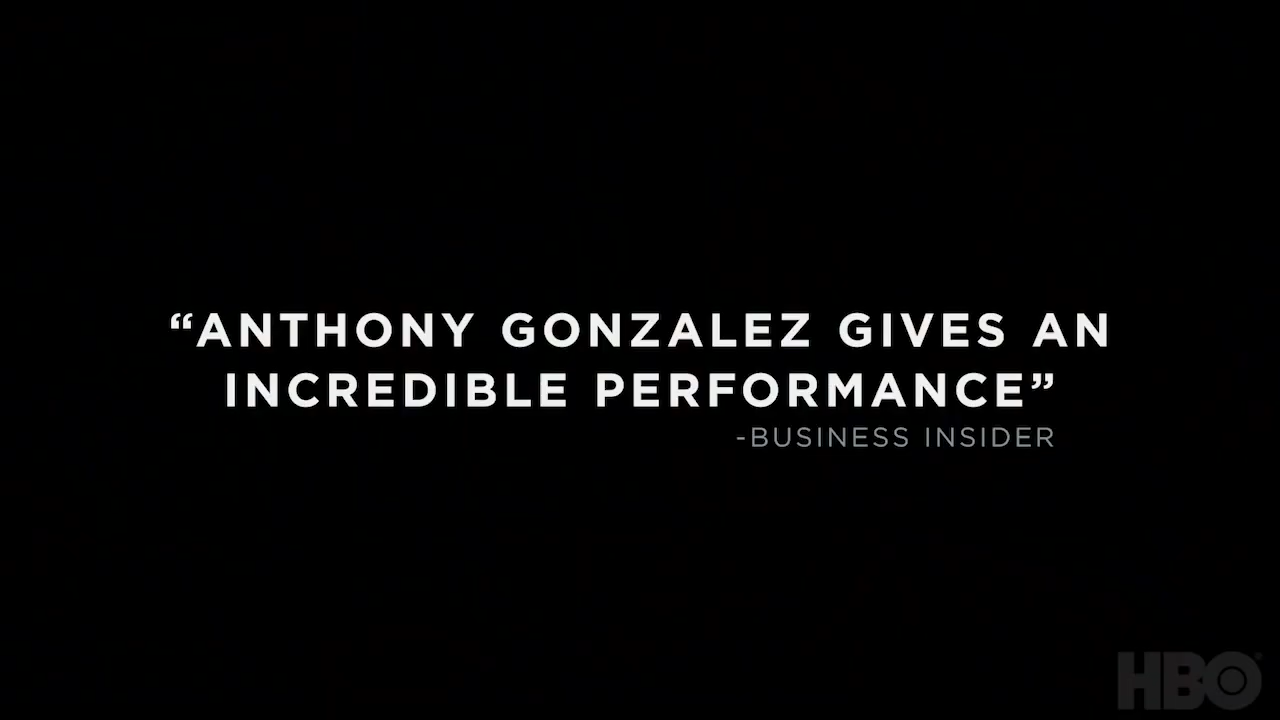 “ANTHONY GONZALEZ GIVES AN
INCREDIBLE PERFORMANCE”
-BUSINESS INSIDER
HBO